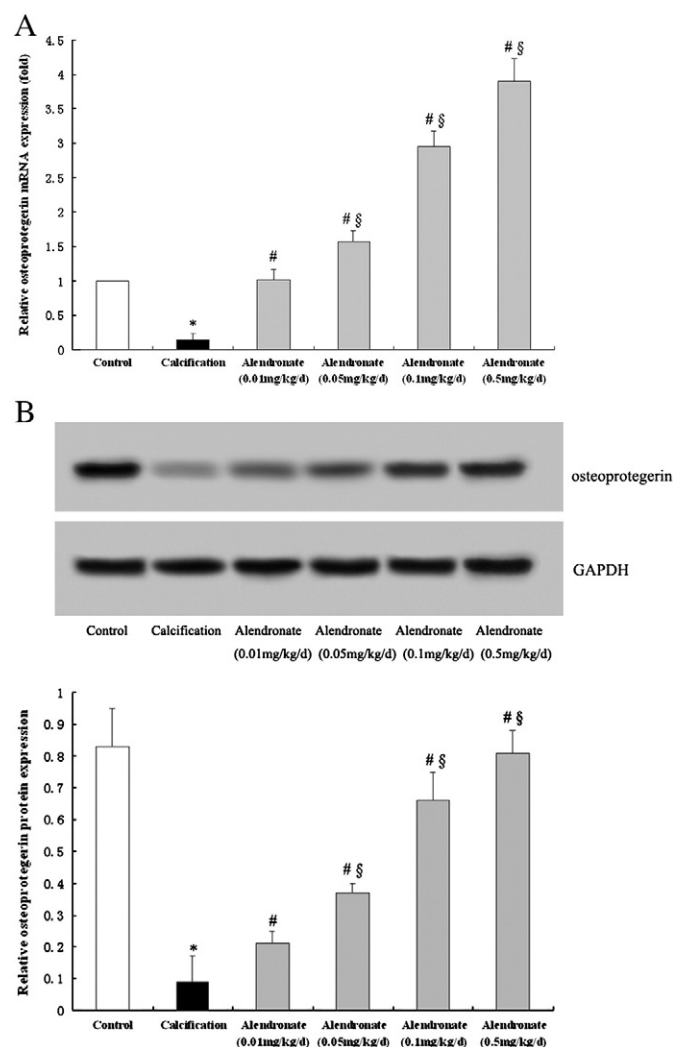 A
Relative osteoprotegerin mRNA expression (fold)
4.5
4
3.5
3
2.5
2
1.5
1
0.5
0
*
#
# §
# §
# §
Control Calcification Alendronate Alendronate Alendronate Alendronate
(0.01mg/kg/d) (0.05mg/kg/d) (0.1mg/kg/d) (0.5mg/kg/d)
B
osteoprotegerin
GAPDH
Control Calcification Alendronate Alendronate Alendronate Alendronate
(0.01mg/kg/d) (0.05mg/kg/d) (0.1mg/kg/d) (0.5mg/kg/d)
Relative osteoprotegerin protein expression
1
0.9
0.8
0.7
0.6
0.5
0.4
0.3
0.2
0.1
0
*
#
# §
# §
# §
Control Calcification Alendronate Alendronate Alendronate Alendronate
(0.01mg/kg/d) (0.05mg/kg/d) (0.1mg/kg/d) (0.5mg/kg/d)